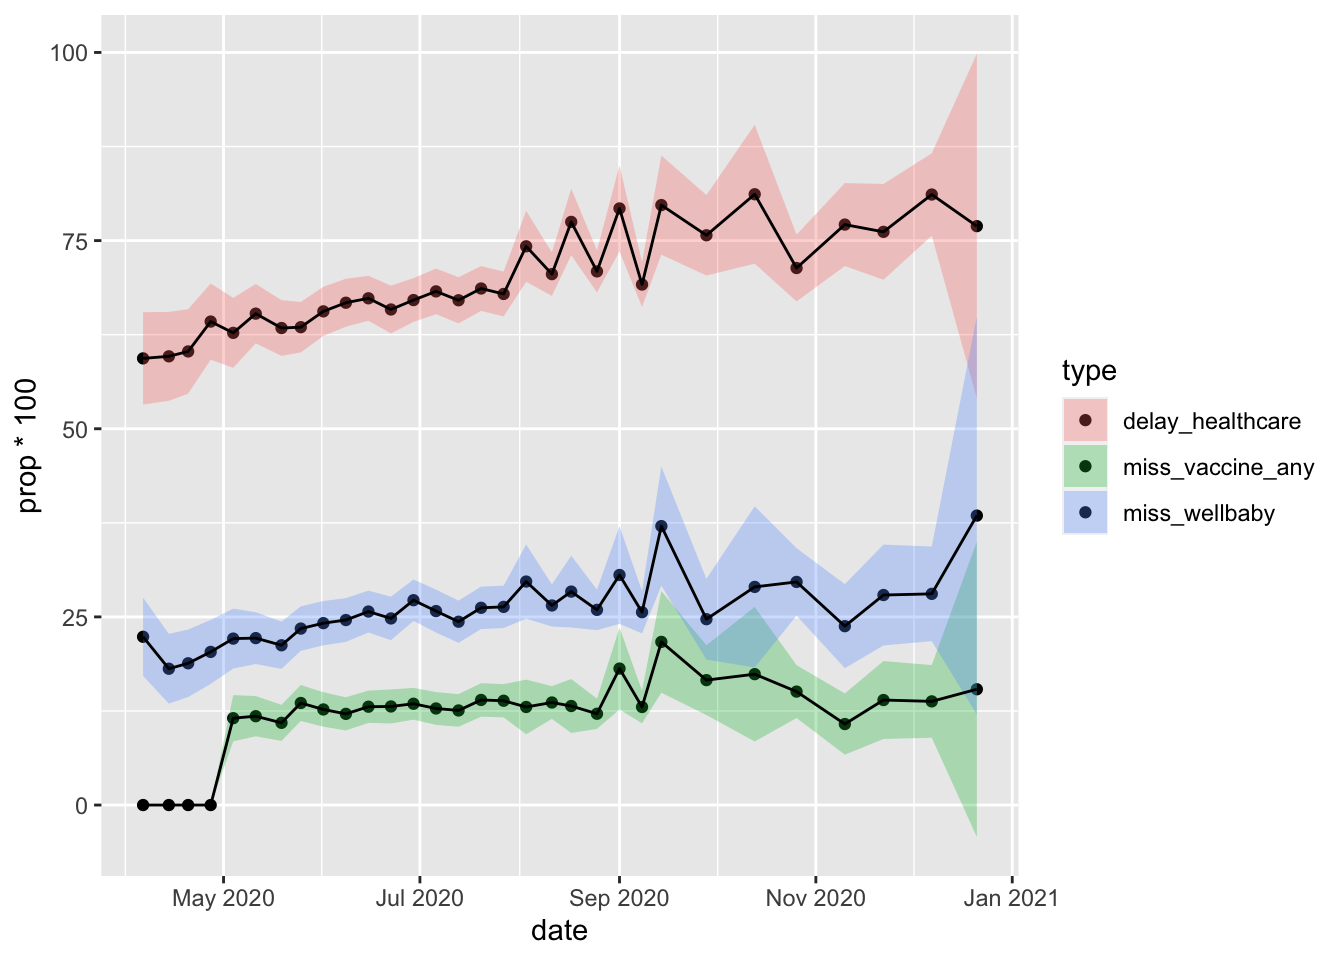 100
75
50
25
0
prop * 100
May 2020
Jul 2020
Sep 2020
Nov 2020
Jan 2021
date
type
delay_healthcare
miss_vaccine_any
miss_wellbaby